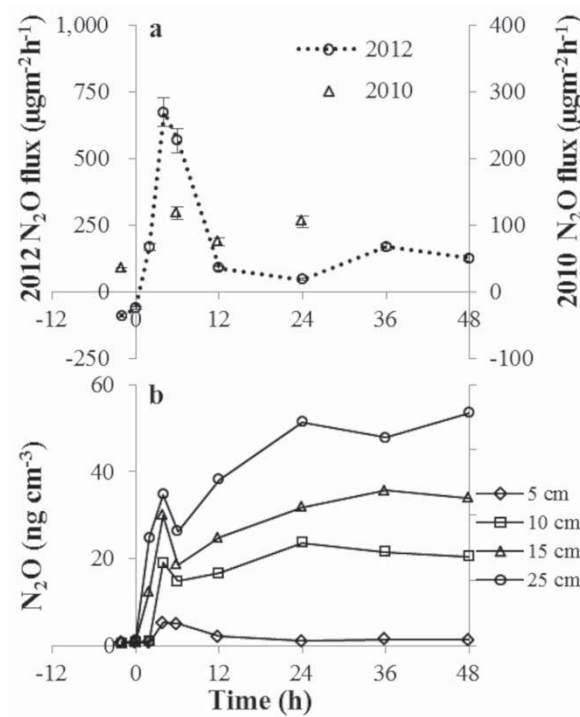 1,000
750
500
250
0
-250
400
300
200
100
0
-100
a
2012
2010
2012 N₂O flux (µgm⁻²h⁻¹)
2010 N₂O flux (µgm⁻²h⁻¹)
-12 0 12 24 36 48
b
60
40
20
0
N₂O (ng cm⁻³)
5 cm
10 cm
15 cm
25 cm
-12 0 12 24 36 48
Time (h)